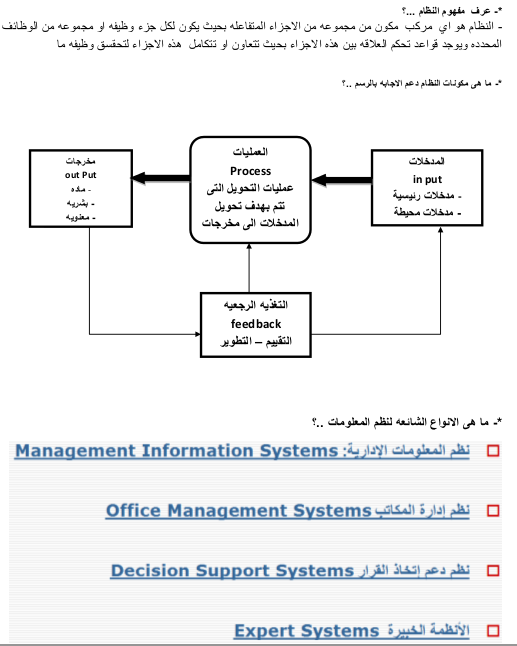 *- عرف مفهوم النظام ...؟
- النظام هو اي مركب مكون من مجموعه من الاجزاء المتفاعله بحيث يكون لكل جزء وظيفه او مجموعه من الوظائف
المحدده ويوجد قواعد تحكم العلاقه بين هذه الاجزاء بحيث تتعاون او تتكامل هذه الاجزاء لتحقسق وظيفه ما
*- ما هى مكونات النظام دعم الاجابه بالرسم ..؟
المدخلات
in put
- مدخلات رئيسية
- مدخلات محيطة
العمليات
Process
عمليات التحويل التى
تتم بهدف تحويل
المدخلات الى مخرجات
مخرجات
out Put
- ماده
- بشريه
- معنويه
التغذيه الرجعيه
feedback
التقييم – التطوير
*- ما هى الانواع الشائعه لنظم المعلومات ..؟
نظم المعلومات الإدارية: Management Information Systems
نظم إدارة المكاتب Office Management Systems
نظم دعم إتخاذ القرار Decision Support Systems
الأنظمة الخبيرة Expert Systems